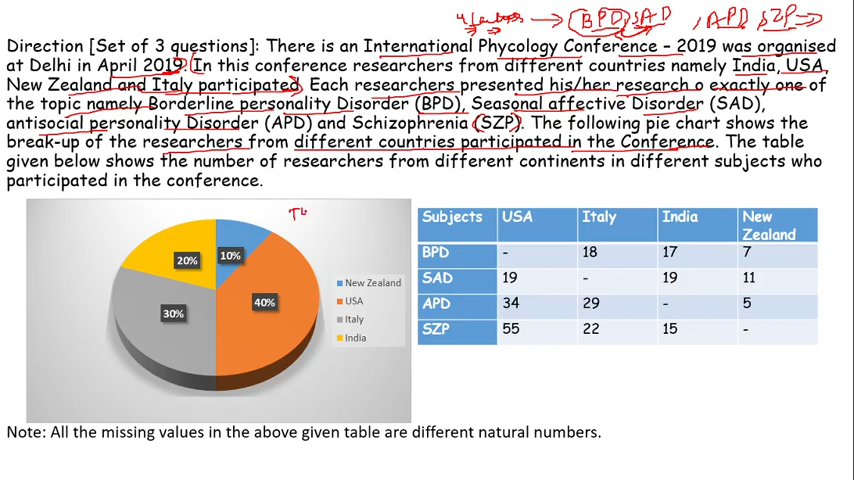 BPD, SAD, APD, SZP
Direction [Set of 3 questions]: There is an International Phycology Conference – 2019 was organised
at Delhi in April 2019. In this conference researchers from different countries namely India, USA,
New Zealand and Italy participated. Each researchers presented his/her research o exactly one of
the topic namely Borderline personality Disorder (BPD), Seasonal affective Disorder (SAD),
antisocial personality Disorder (APD) and Schizophrenia (SZP). The following pie chart shows the
break-up of the researchers from different countries participated in the Conference. The table
given below shows the number of researchers from different continents in different subjects who
participated in the conference.
20%
10%
30%
40%
New Zealand
USA
Italy
India
Subjects USA Italy India New Zealand
BPD - 18 17 7
SAD 19 - 19 11
APD 34 29 - 5
SZP 55 22 15 -
Note: All the missing values in the above given table are different natural numbers.